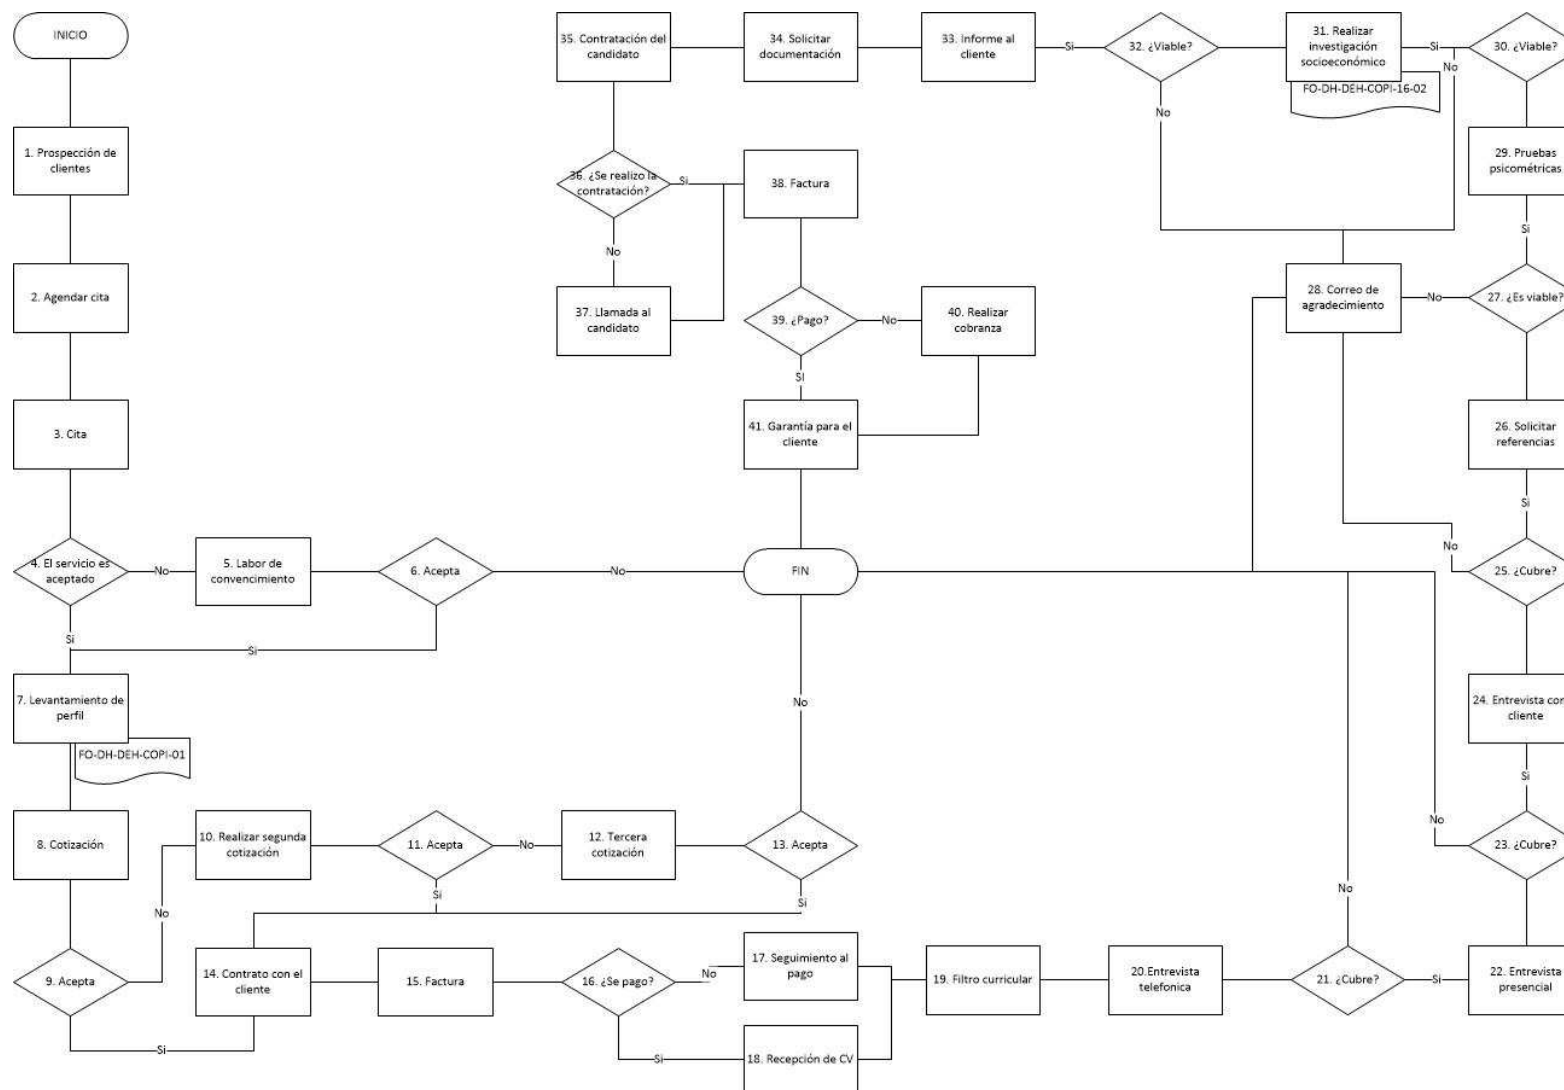 INICIO
1. Prospección de
clientes
2. Agendar cita
3. Cita
4. El servicio es
aceptado
No
5. Labor de
convencimiento
6. Acepta
No
FIN
Si
Si
7. Levantamiento de
perfil
FO-DH-DEH-COPI-01
8. Cotización
9. Acepta
No
10. Realizar segunda
cotización
11. Acepta
No
12. Tercera
cotización
13. Acepta
No
Si
Si
Si
14. Contrato con el
cliente
15. Factura
16. ¿Se pago?
No
17. Seguimiento al
pago
Si
18. Recepción de CV
19. Filtro curricular
20.Entrevista
telefonica
21. ¿Cubre?
No
Si
22. Entrevista
presencial
23. ¿Cubre?
No
Si
24. Entrevista con
cliente
25. ¿Cubre?
No
Si
26. Solicitar
referencias
27. ¿Es viable?
No
28. Correo de
agradecimiento
Si
29. Pruebas
psicométricas
30. ¿Viable?
Si
No
31. Realizar
investigación
socioeconómico
FO-DH-DEH-COPI-16-02
32. ¿Viable?
No
Si
33. Informe al
cliente
34. Solicitar
documentación
35. Contratación del
candidato
36. ¿Se realizo la
contratación?
Si
No
37. Llamada al
candidato
38. Factura
39. ¿Pago?
No
40. Realizar
cobranza
SI
41. Garantía para el
cliente